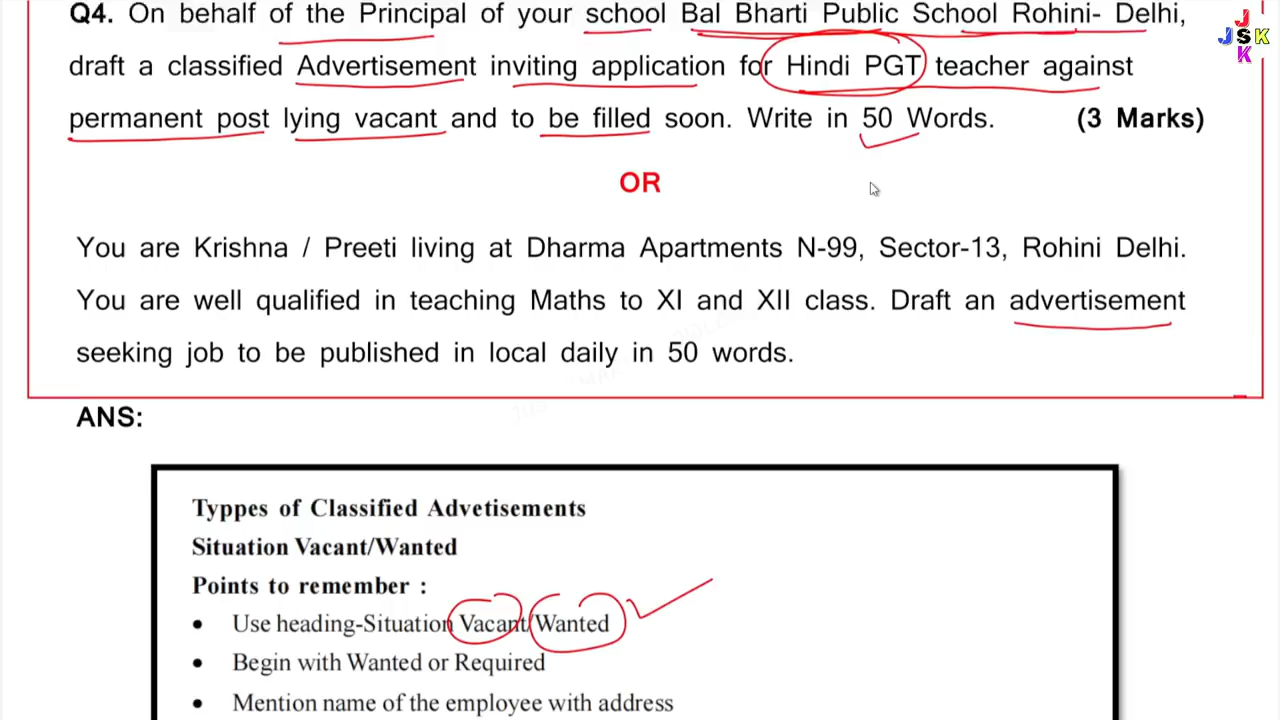 Q4. On behalf of the Principal of your school Bal Bharti Public School Rohini- Delhi,
draft a classified Advertisement inviting application for Hindi PGT teacher against
permanent post lying vacant and to be filled soon. Write in 50 Words. (3 Marks)
OR
You are Krishna / Preeti living at Dharma Apartments N-99, Sector-13, Rohini Delhi.
You are well qualified in teaching Maths to XI and XII class. Draft an advertisement
seeking job to be published in local daily in 50 words.
ANS:
Typpes of Classified Advetisements
Situation Vacant/Wanted
Points to remember :
• Use heading-Situation Vacant/Wanted
• Begin with Wanted or Required
• Mention name of the employee with address
J
JSK
K